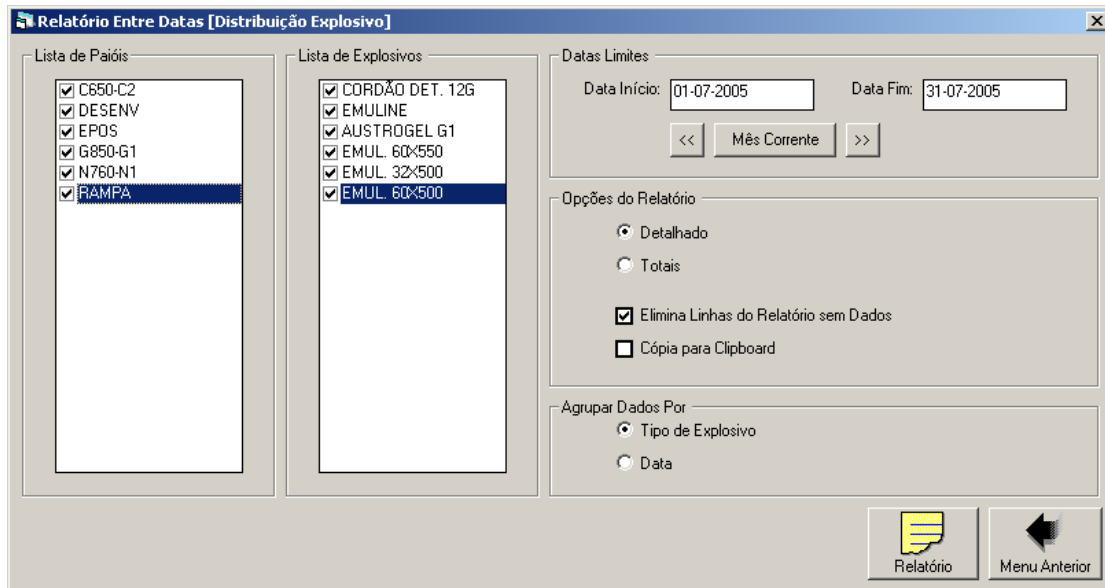 Relatório Entre Datas [Distribuição Explosivo]
Lista de Paióis
C650-C2
DESENV
EPOS
G850-G1
N760-N1
RAMPA
Lista de Explosivos
CORDÃO DET. 12G
EMULINE
AUSTROGEL G1
EMUL. 60X550
EMUL. 32X500
EMUL. 60X500
Datas Limites
Data Início: 01-07-2005 Data Fim: 31-07-2005
<< Mês Corrente >>
Opções do Relatório
Detalhado
Totais
Elimina Linhas do Relatório sem Dados
Cópia para Clipboard
Agrupar Dados Por
Tipo de Explosivo
Data
Relatório
Menu Anterior